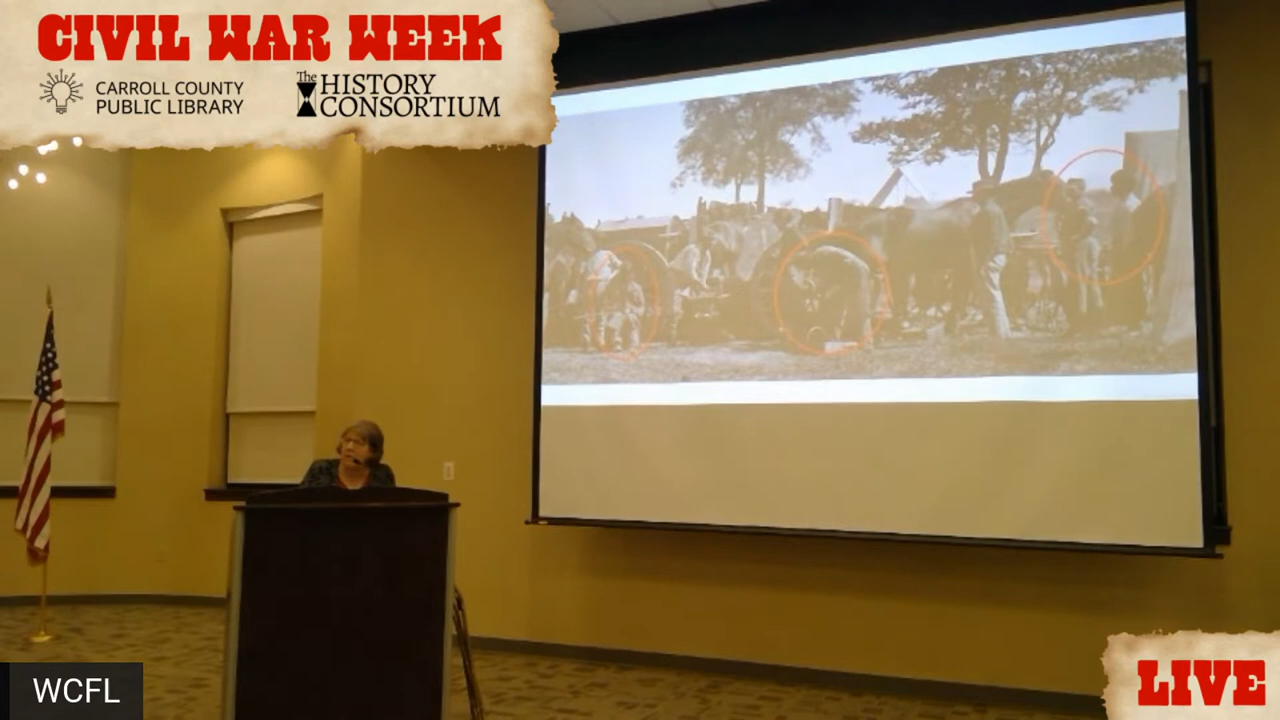 CIVIL WAR WEEK
CARROLL COUNTY
PUBLIC LIBRARY
The HISTORY
CONSORTIUM
WCFL
LIVE